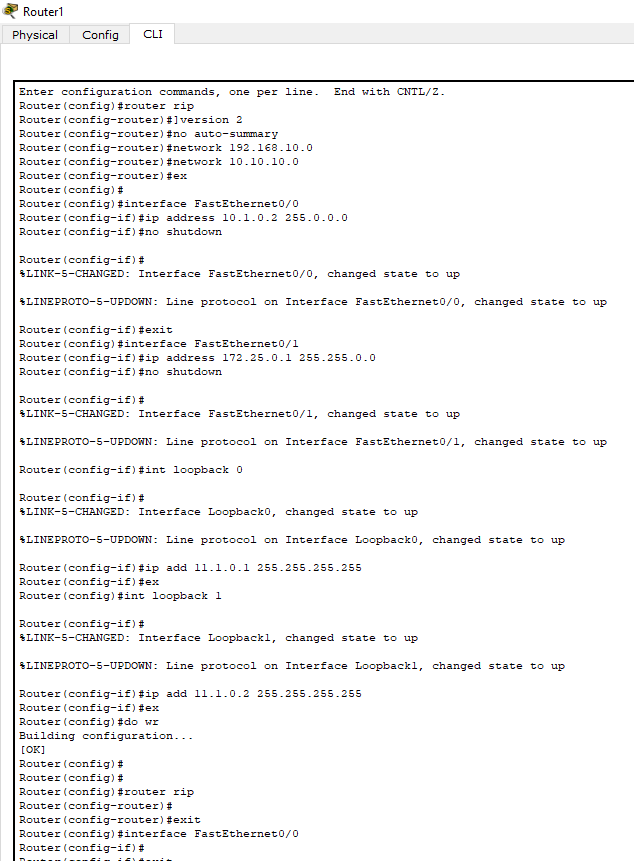 Router1
Physical Config CLI
Enter configuration commands, one per line.  End with CNTL/Z.
Router(config)#router rip
Router(config-router)#]version 2
Router(config-router)#no auto-summary
Router(config-router)#network 192.168.10.0
Router(config-router)#network 10.10.10.0
Router(config-router)#ex
Router(config)#
Router(config)#interface FastEthernet0/0
Router(config-if)#ip address 10.1.0.2 255.0.0.0
Router(config-if)#no shutdown
Router(config-if)#
%LINK-5-CHANGED: Interface FastEthernet0/0, changed state to up
%LINEPROTO-5-UPDOWN: Line protocol on Interface FastEthernet0/0, changed state to up
Router(config-if)#exit
Router(config)#interface FastEthernet0/1
Router(config-if)#ip address 172.25.0.1 255.255.0.0
Router(config-if)#no shutdown
Router(config-if)#
%LINK-5-CHANGED: Interface FastEthernet0/1, changed state to up
%LINEPROTO-5-UPDOWN: Line protocol on Interface FastEthernet0/1, changed state to up
Router(config-if)#int loopback 0
Router(config-if)#
%LINK-5-CHANGED: Interface Loopback0, changed state to up
%LINEPROTO-5-UPDOWN: Line protocol on Interface Loopback0, changed state to up
Router(config-if)#ip add 11.1.0.1 255.255.255.255
Router(config-if)#ex
Router(config)#int loopback 1
Router(config-if)#
%LINK-5-CHANGED: Interface Loopback1, changed state to up
%LINEPROTO-5-UPDOWN: Line protocol on Interface Loopback1, changed state to up
Router(config-if)#ip add 11.1.0.2 255.255.255.255
Router(config-if)#ex
Router(config)#do wr
Building configuration...
[OK]
Router(config)#
Router(config)#
Router(config)#router rip
Router(config-router)#
Router(config-router)#exit
Router(config)#interface FastEthernet0/0
Router(config-if)#
Router(config-if)#exit